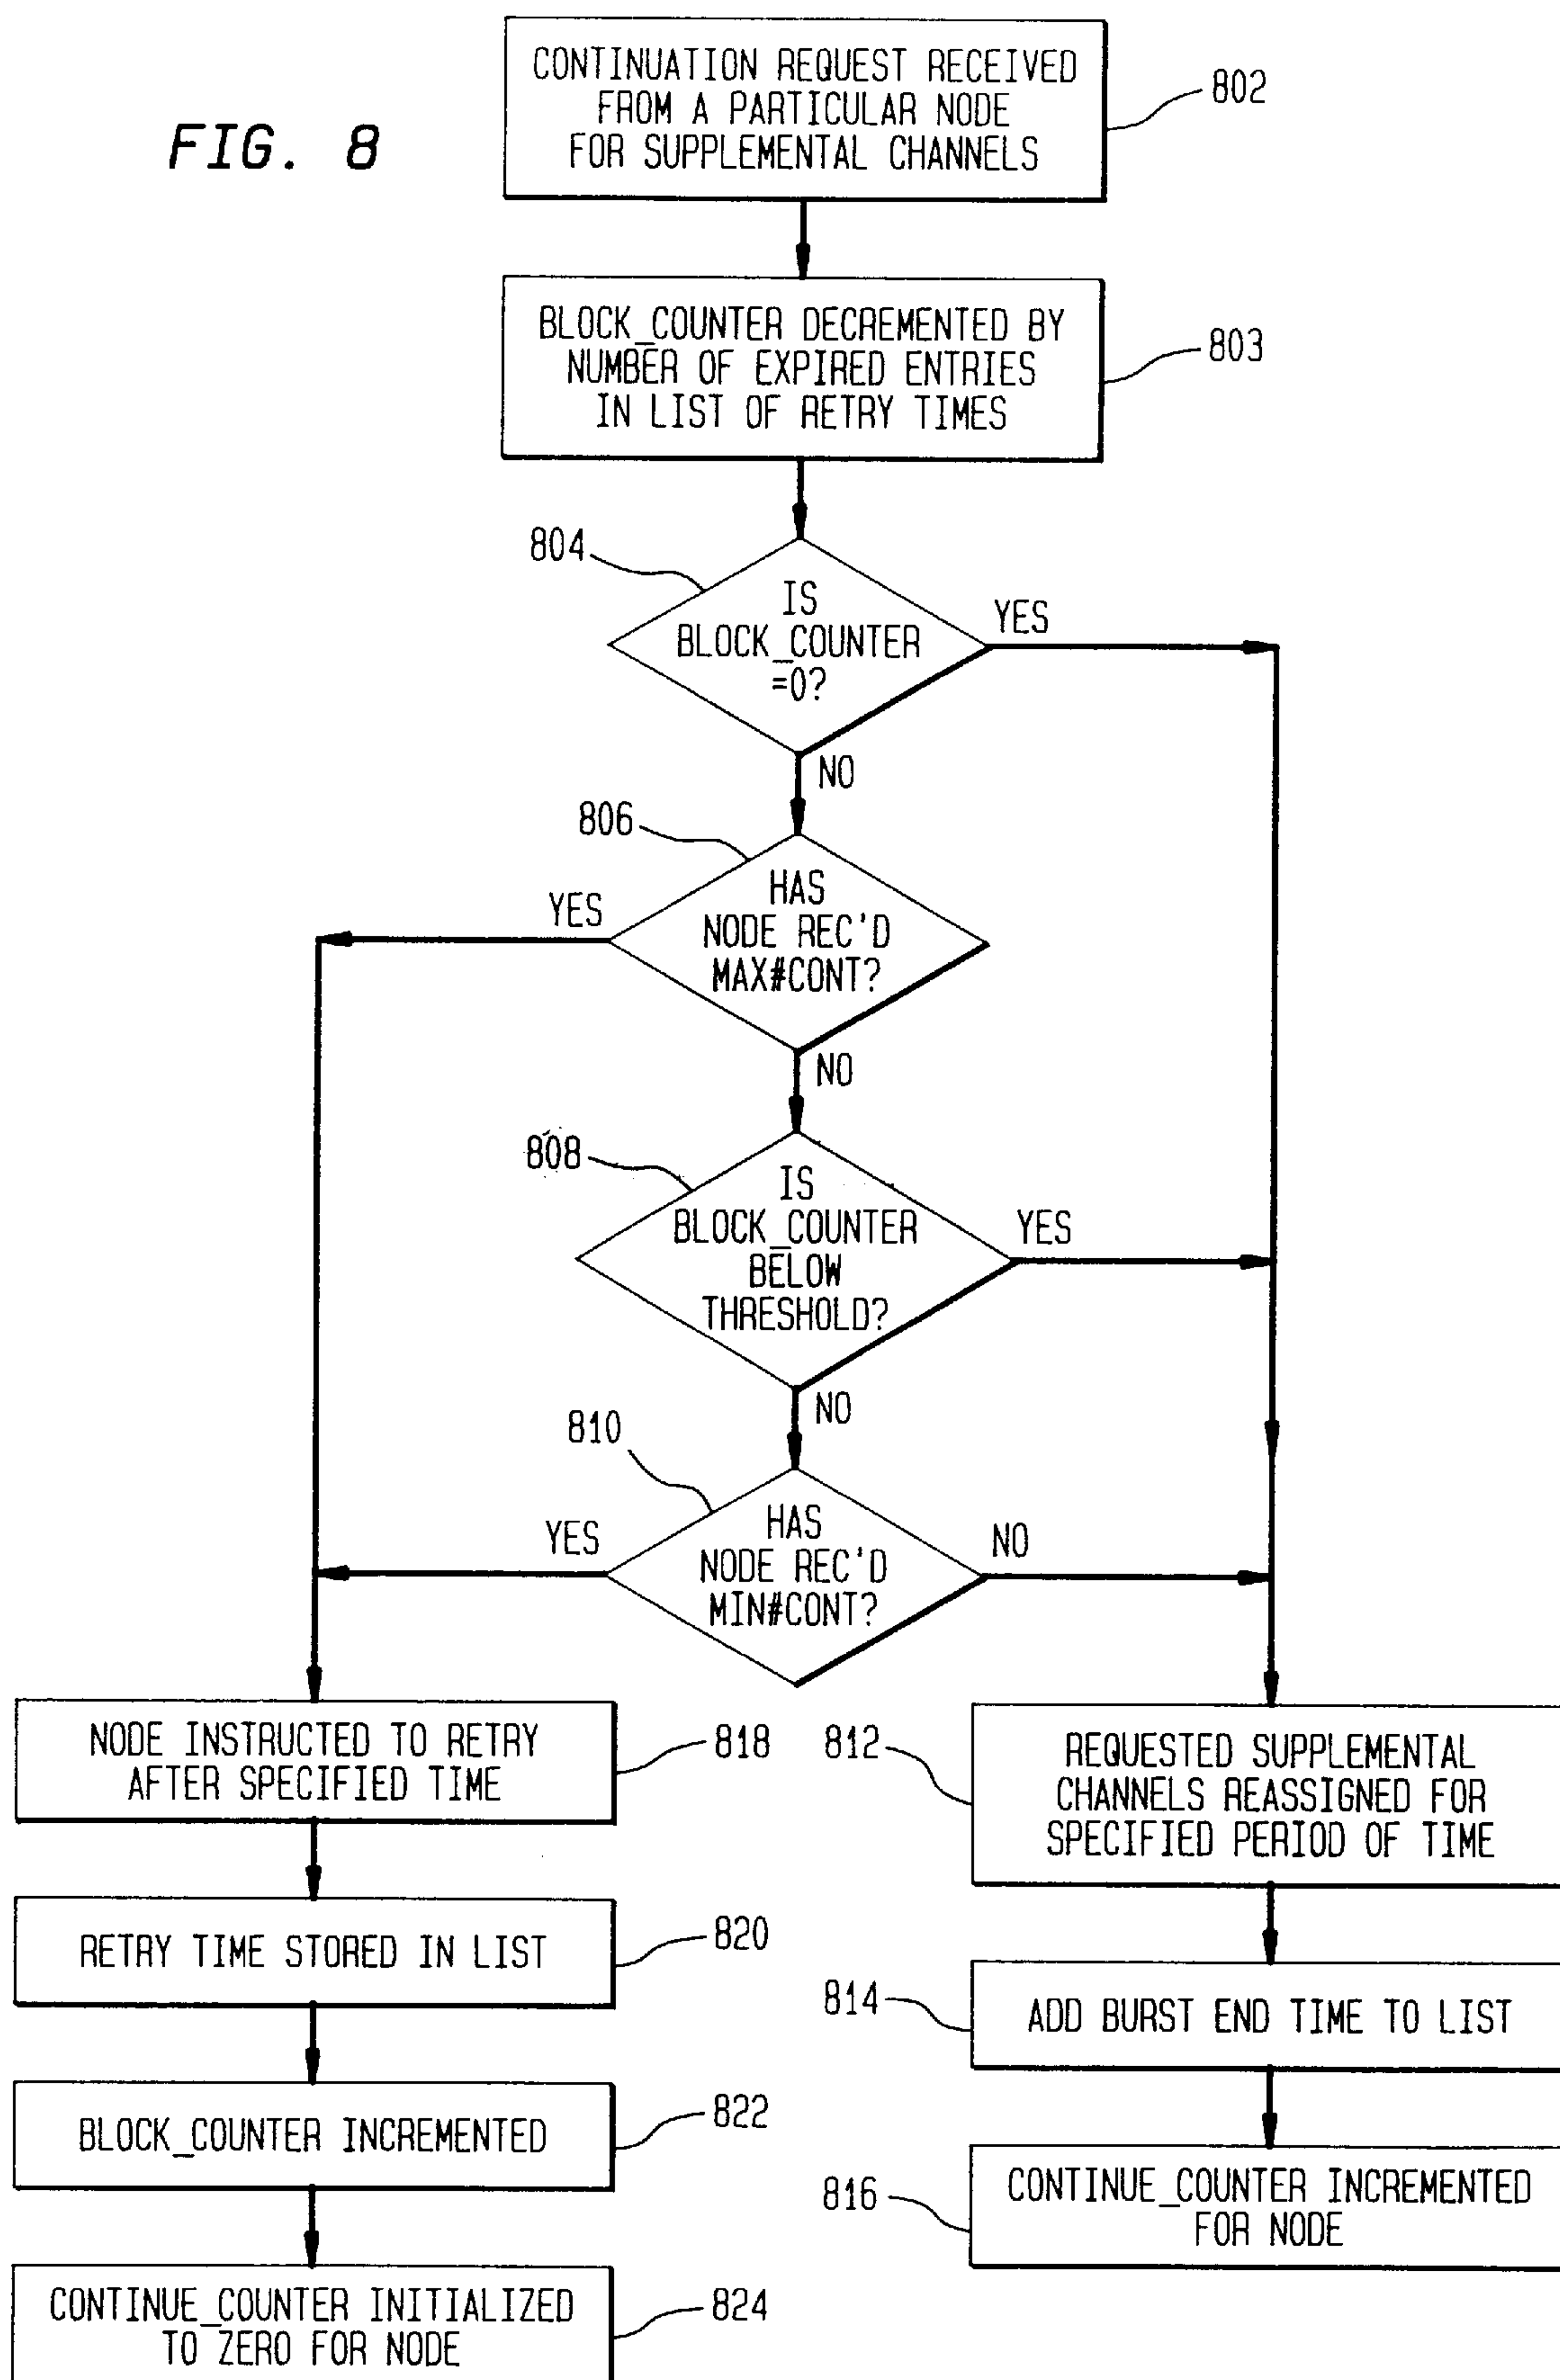 FIG. 8
CONTINUATION REQUEST RECEIVED
FROM A PARTICULAR NODE
FOR SUPPLEMENTAL CHANNELS
802
BLOCK_COUNTER DECREMENTED BY
NUMBER OF EXPIRED ENTRIES
IN LIST OF RETRY TIMES
803
804
IS
BLOCK_COUNTER
=0?
YES
NO
806
HAS
NODE REC'D
MAX#CONT?
YES
NO
808
IS
BLOCK_COUNTER
BELOW
THRESHOLD?
YES
NO
810
HAS
NODE REC'D
MIN#CONT?
YES
NO
NODE INSTRUCTED TO RETRY
AFTER SPECIFIED TIME
818
812
REQUESTED SUPPLEMENTAL
CHANNELS REASSIGNED FOR
SPECIFIED PERIOD OF TIME
RETRY TIME STORED IN LIST
820
814
ADD BURST END TIME TO LIST
BLOCK_COUNTER INCREMENTED
822
816
CONTINUE_COUNTER INCREMENTED
FOR NODE
CONTINUE_COUNTER INITIALIZED
TO ZERO FOR NODE
824